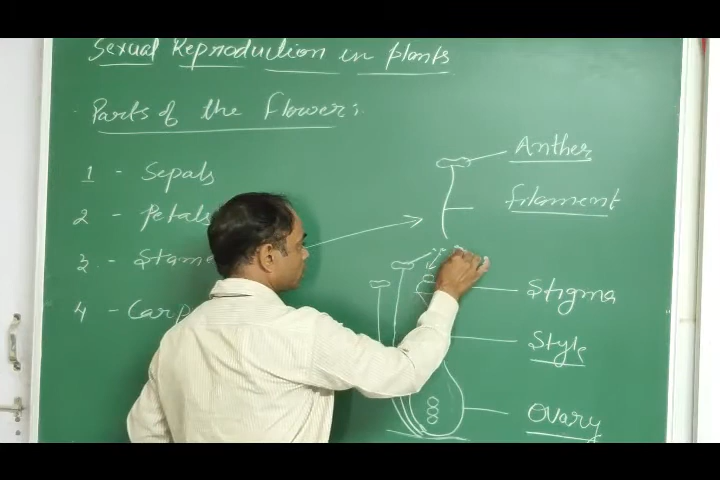 Sexual Reproduction in plants
Parts of the flower:
1 - Sepals
2 - Petals
3. - Stame
4 - Carp
Anther
filament
Stigma
Style
Ovary